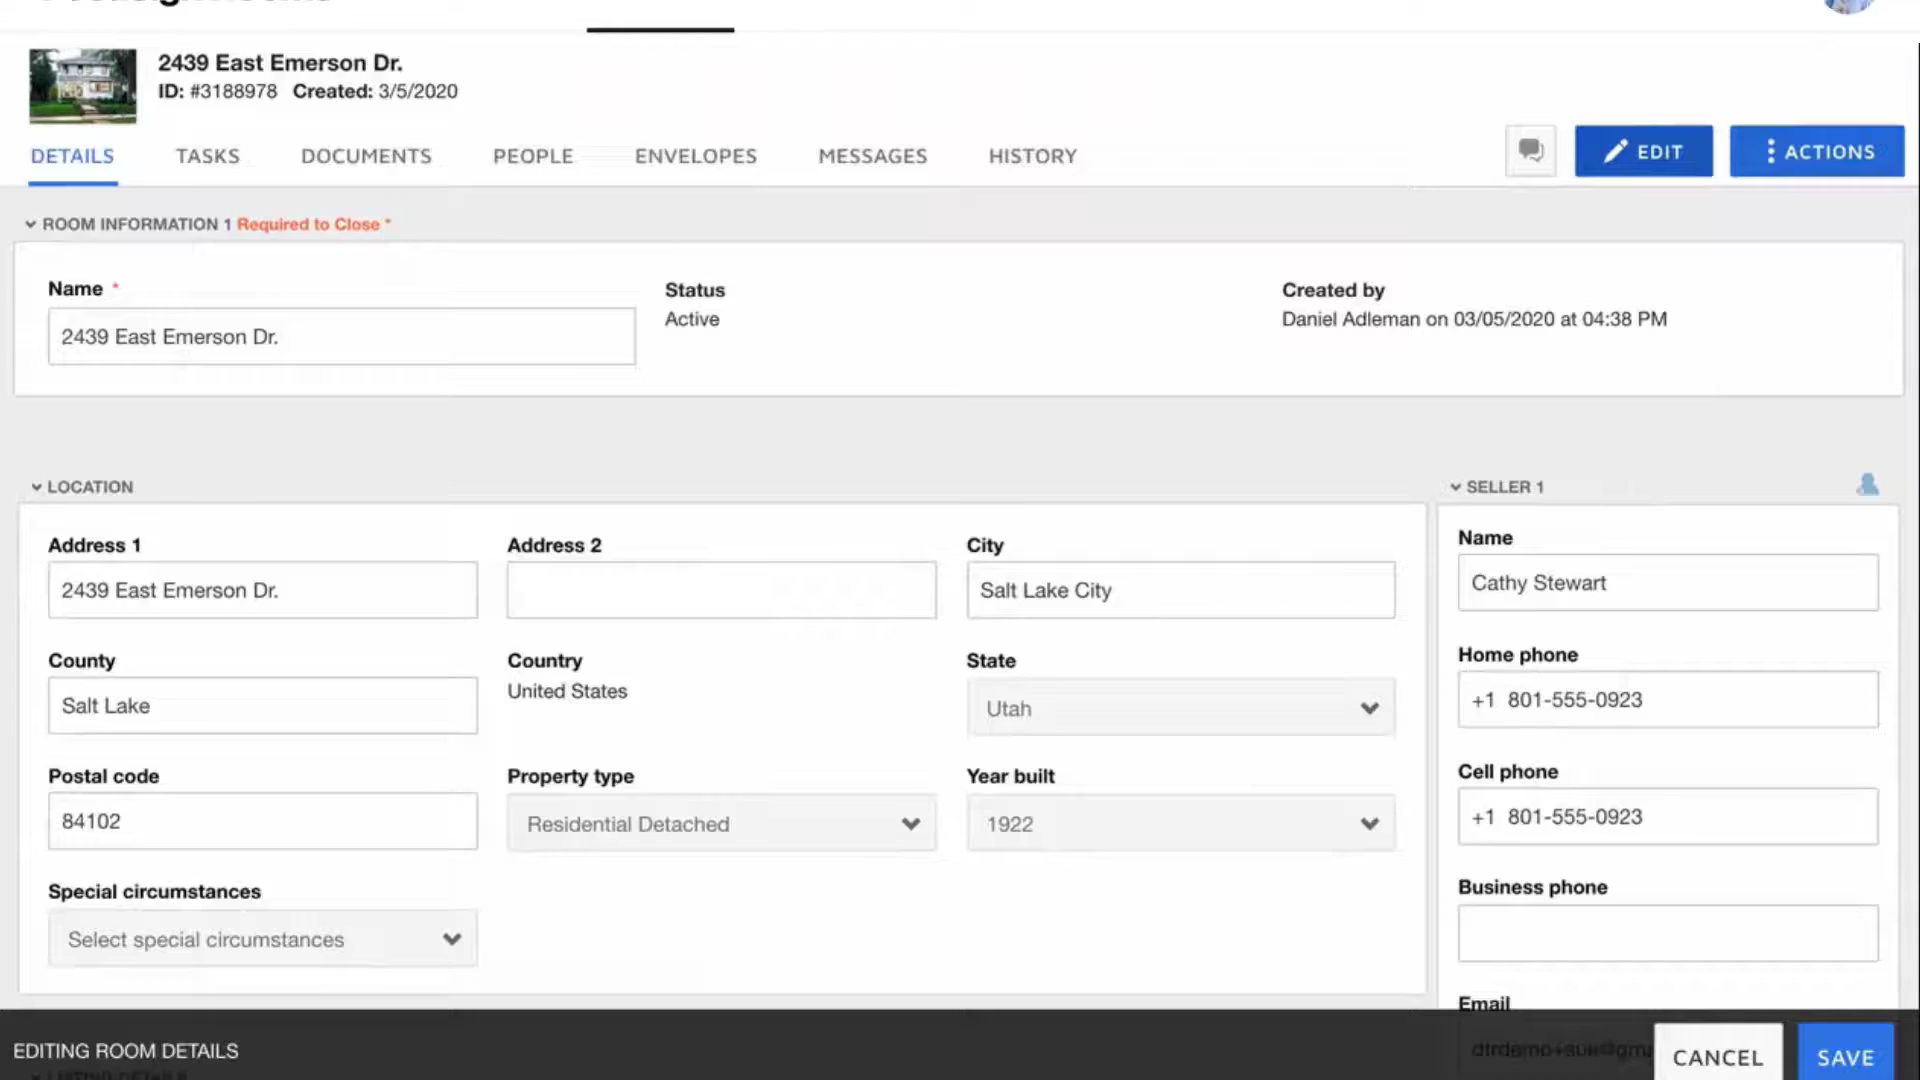 2439 East Emerson Dr.
ID: #3188978 Created: 3/5/2020
DETAILS TASKS DOCUMENTS PEOPLE ENVELOPES MESSAGES HISTORY
EDIT
ACTIONS
ROOM INFORMATION 1 Required to Close *
Name *
2439 East Emerson Dr.
Status
Active
Created by
Daniel Adleman on 03/05/2020 at 04:38 PM
LOCATION
Address 1
2439 East Emerson Dr.
Address 2
City
Salt Lake City
County
Salt Lake
Country
United States
State
Utah
Postal code
84102
Property type
Residential Detached
Year built
1922
Special circumstances
Select special circumstances
SELLER 1
Name
Cathy Stewart
Home phone
+1 801-555-0923
Cell phone
+1 801-555-0923
Business phone
Email
EDITING ROOM DETAILS
CANCEL
SAVE